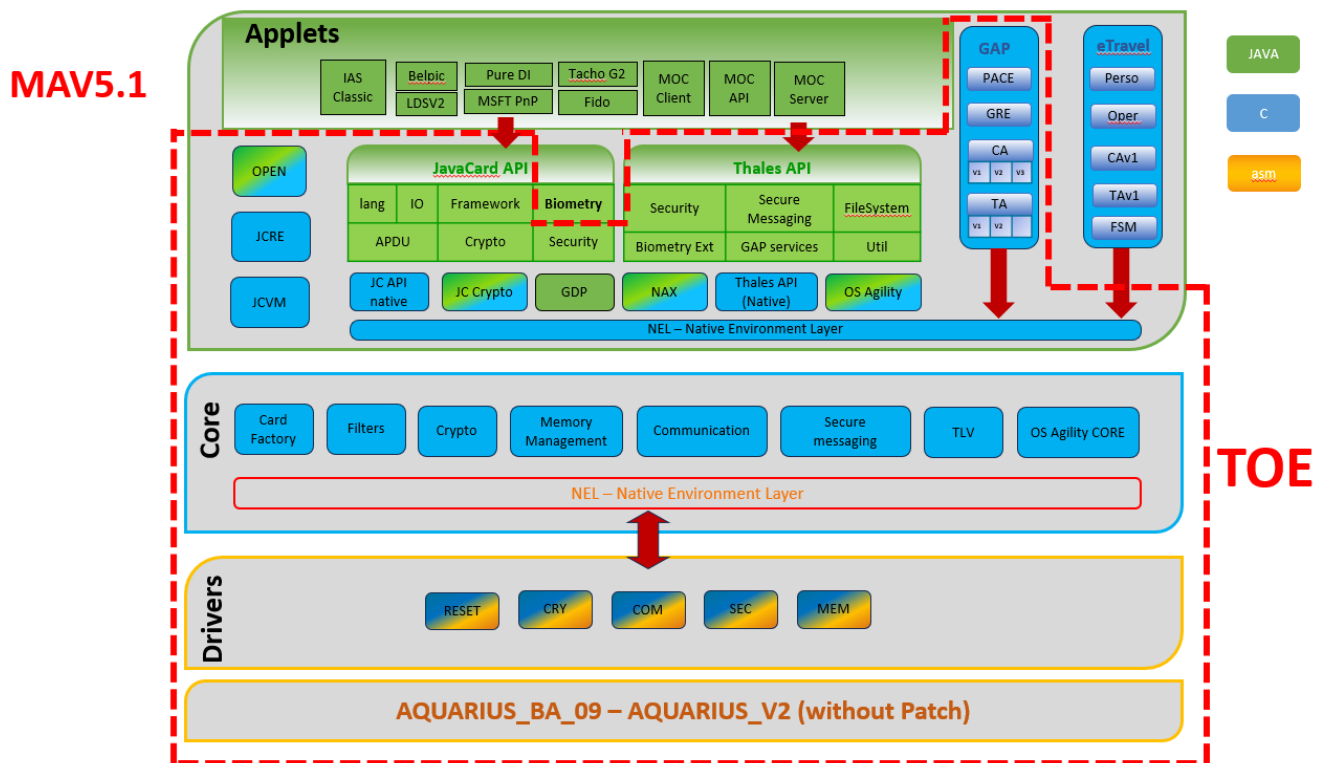 MAV5.1
Applets
IAS
Classic
Belpic
LDSV2
Pure DI
MSFT PnP
Tacho G2
Fido
MOC
Client
MOC
API
MOC
Server
GAP
PACE
GRE
CA
V1 V2 V3
TA
V1 V2
eTravel
Perso
Oper
CAv1
TAv1
FSM
JAVA
C
asm
OPEN
JCRE
JCVM
JavaCard API
lang IO Framework Biometry
APDU Crypto Security
Thales API
Security Secure
Messaging FileSystem
Biometry Ext GAP services Util
JC API
native
JC Crypto
GDP
NAX
Thales API
(Native)
OS Agility
NEL – Native Environment Layer
Core
Card
Factory
Filters
Crypto
Memory
Management
Communication
Secure
messaging
TLV
OS Agility CORE
NEL – Native Environment Layer
TOE
Drivers
RESET
CRY
COM
SEC
MEM
AQUARIUS_BA_09 – AQUARIUS_V2 (without Patch)